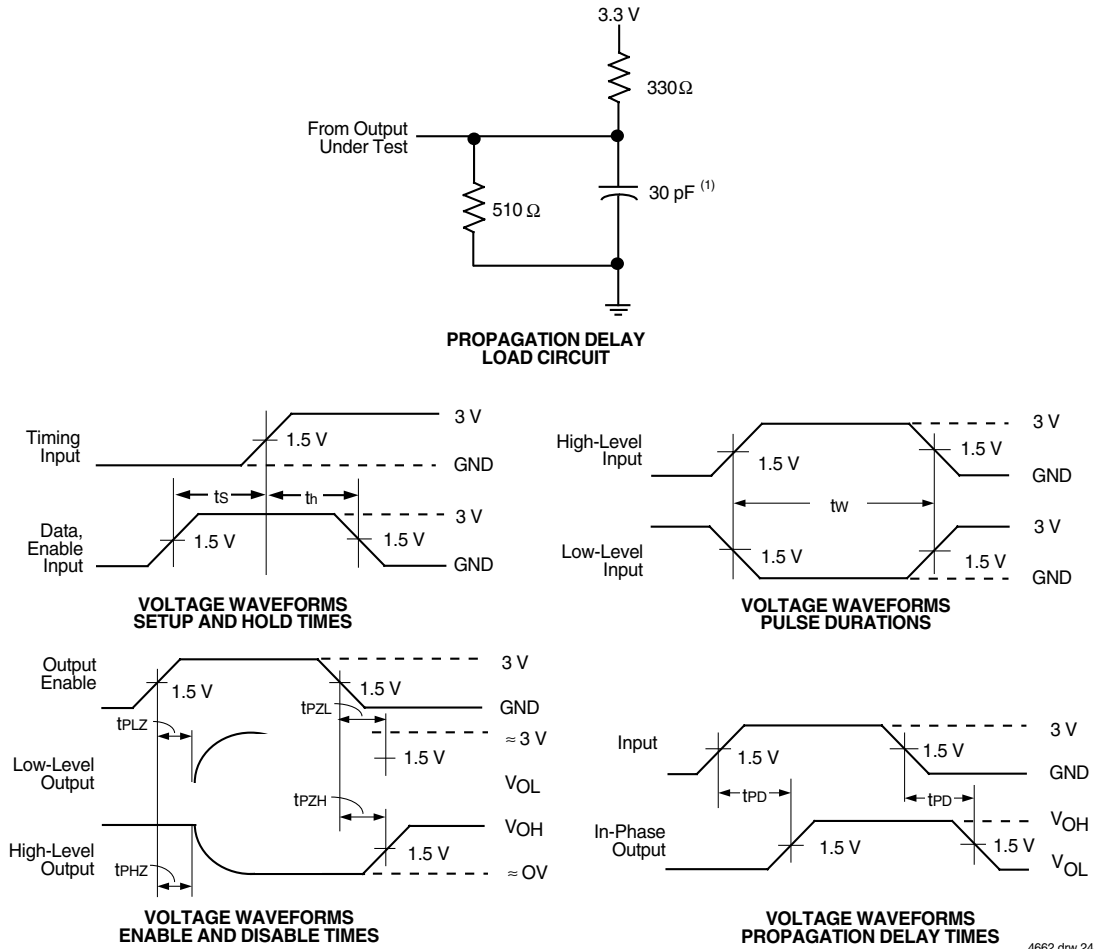 3.3 V
330Ω
From Output
Under Test
30 pF (1)
510 Ω
PROPAGATION DELAY
LOAD CIRCUIT
Timing
Input
1.5 V
3 V
GND
tS
th
Data,
Enable
Input
1.5 V
1.5 V
3 V
GND
VOLTAGE WAVEFORMS
SETUP AND HOLD TIMES
High-Level
Input
1.5 V
1.5 V
3 V
GND
tW
Low-Level
Input
1.5 V
1.5 V
3 V
GND
VOLTAGE WAVEFORMS
PULSE DURATIONS
Output
Enable
1.5 V
1.5 V
3 V
GND
tPLZ
tPZL
Low-Level
Output
≈ 3 V
1.5 V
VOL
tPZH
High-Level
Output
tPHZ
VOH
1.5 V
≈ OV
VOLTAGE WAVEFORMS
ENABLE AND DISABLE TIMES
Input
1.5 V
1.5 V
3 V
GND
tPD
tPD
In-Phase
Output
1.5 V
1.5 V
VOH
VOL
VOLTAGE WAVEFORMS
PROPAGATION DELAY TIMES
4662 drw 24